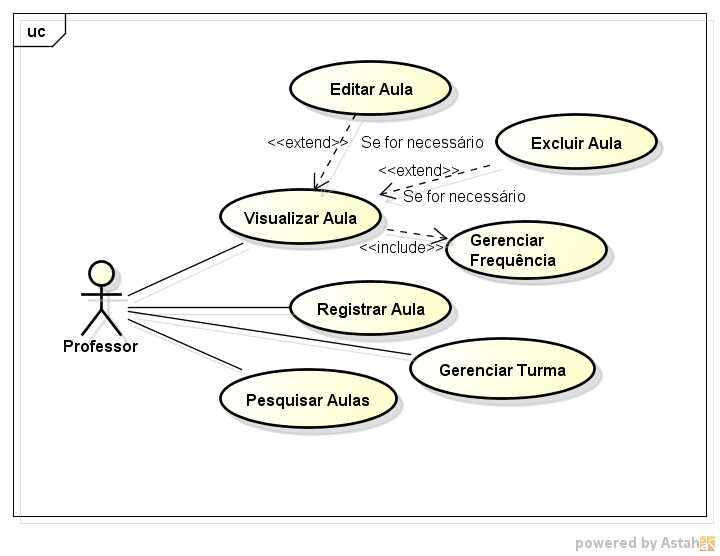 uc
Editar Aula
<<extend>>
Se for necessário
Excluir Aula
<<extend>>
Se for necessário
Visualizar Aula
<<include>>
Gerenciar
Frequência
Registrar Aula
Professor
Gerenciar Turma
Pesquisar Aulas
powered by Astah